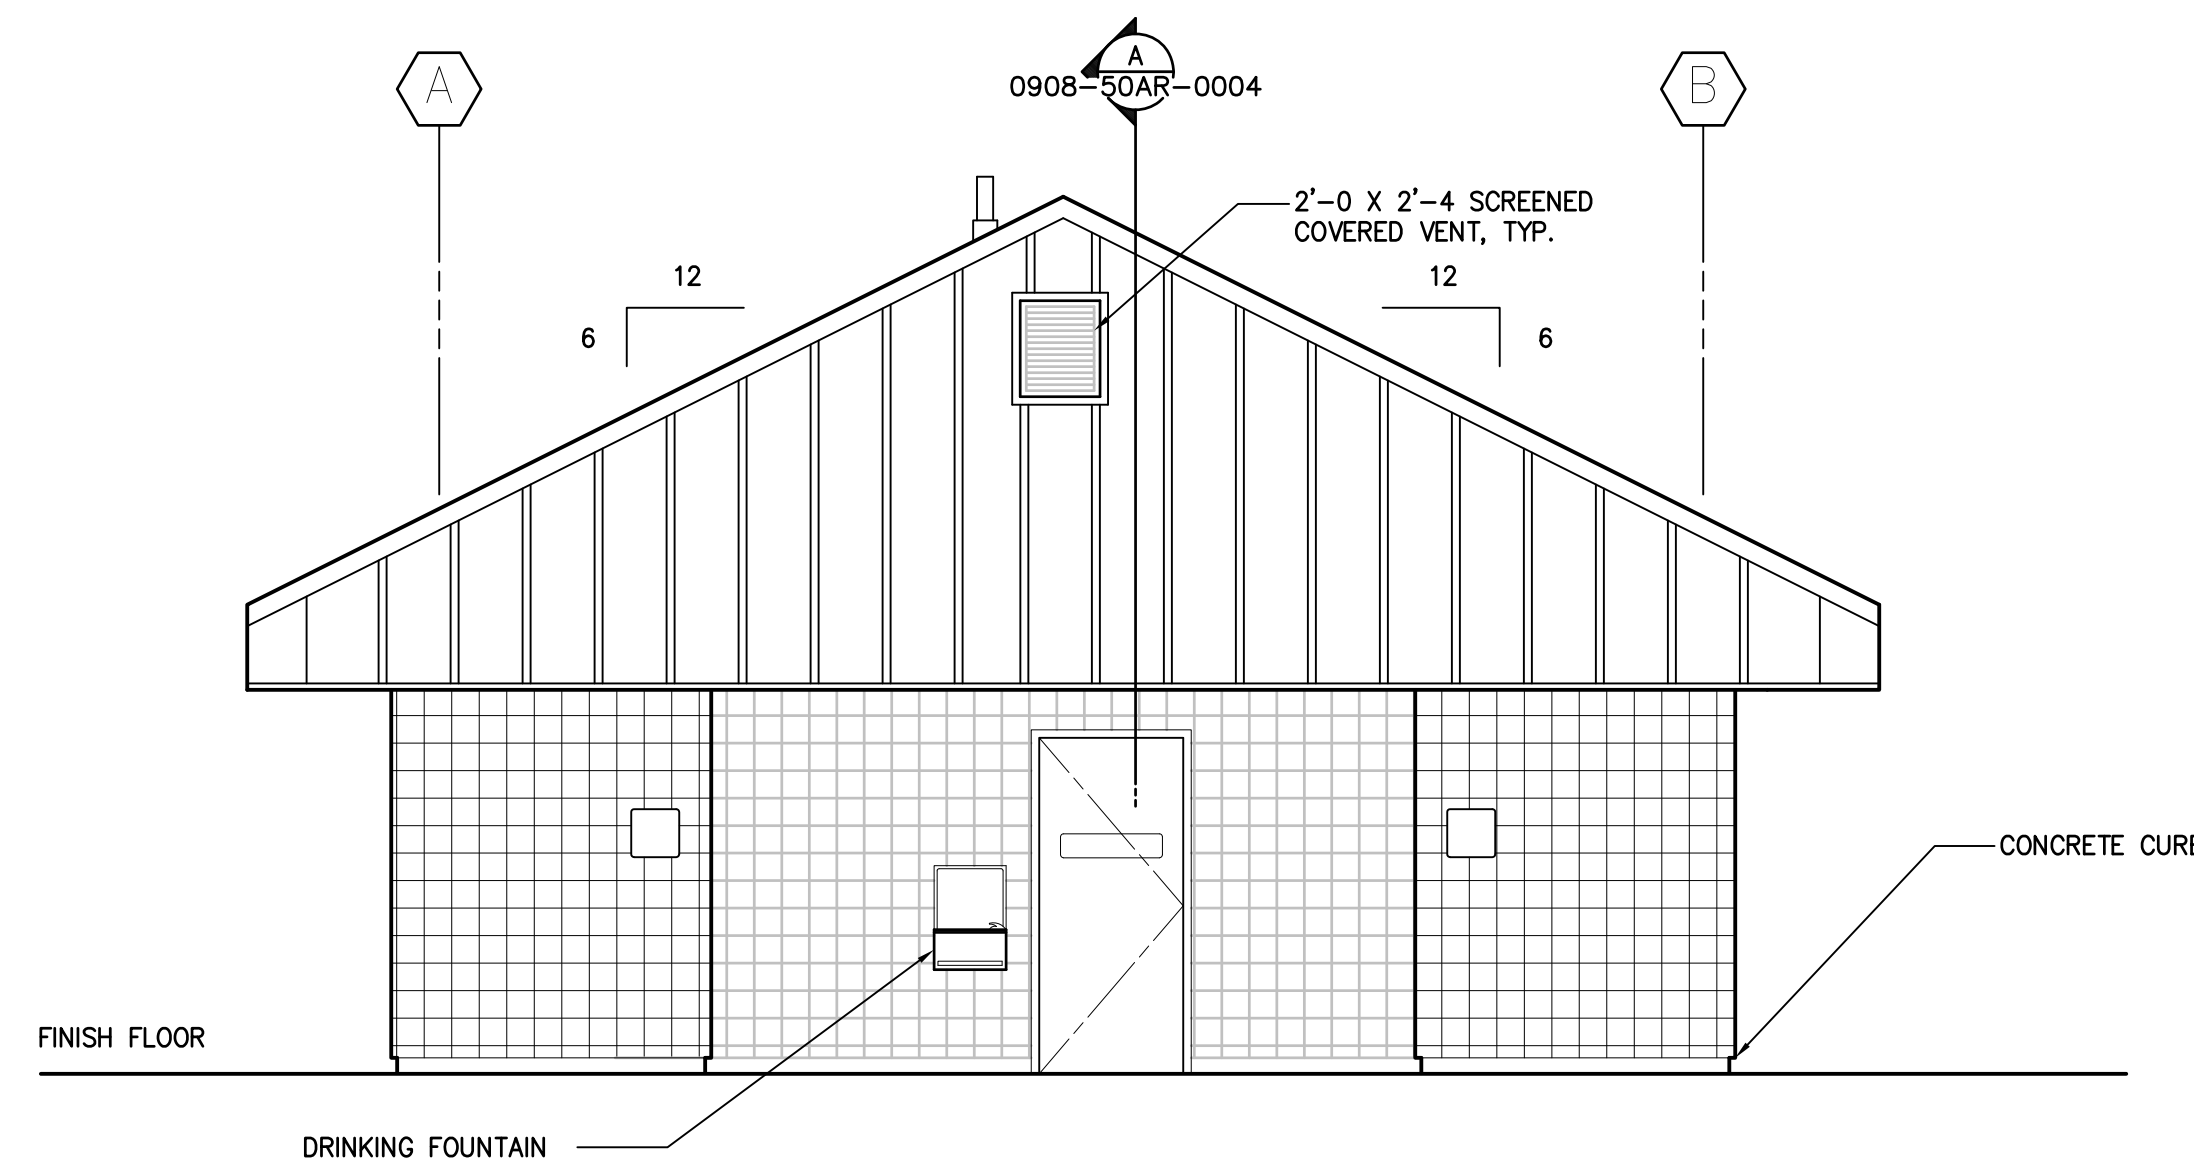 A
A
B
0908-50AR-0004
2'-0 X 2'-4 SCREENED
COVERED VENT, TYP.
12
12
6
6
CONCRETE
FINISH FLOOR
DRINKING FOUNTAIN